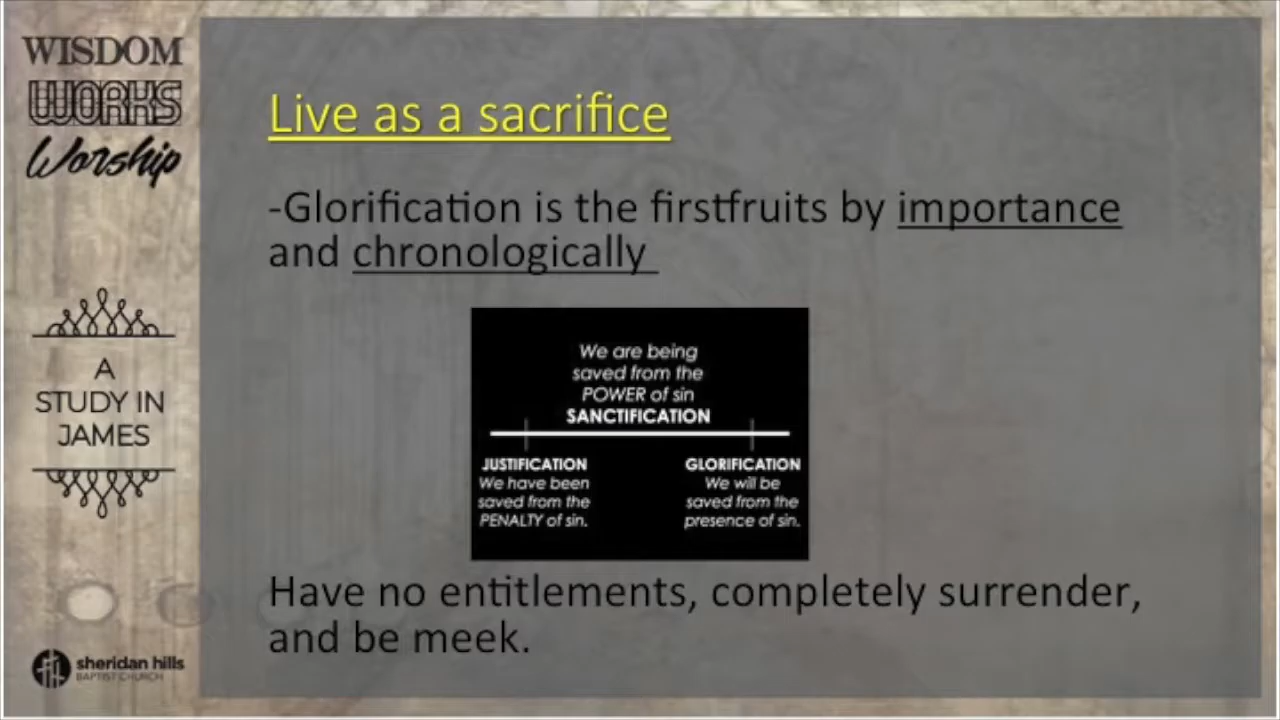 WISDOM
WORKS
Worship
A
STUDY IN
JAMES
sheridan hills
BAPTIST CHURCH
Live as a sacrifice
-Glorification is the firstfruits by importance
and chronologically
We are being
saved from the
POWER of sin
SANCTIFICATION
JUSTIFICATION
We have been
saved from the
PENALTY of sin.
GLORIFICATION
We will be
saved from the
presence of sin.
Have no entitlements, completely surrender,
and be meek.